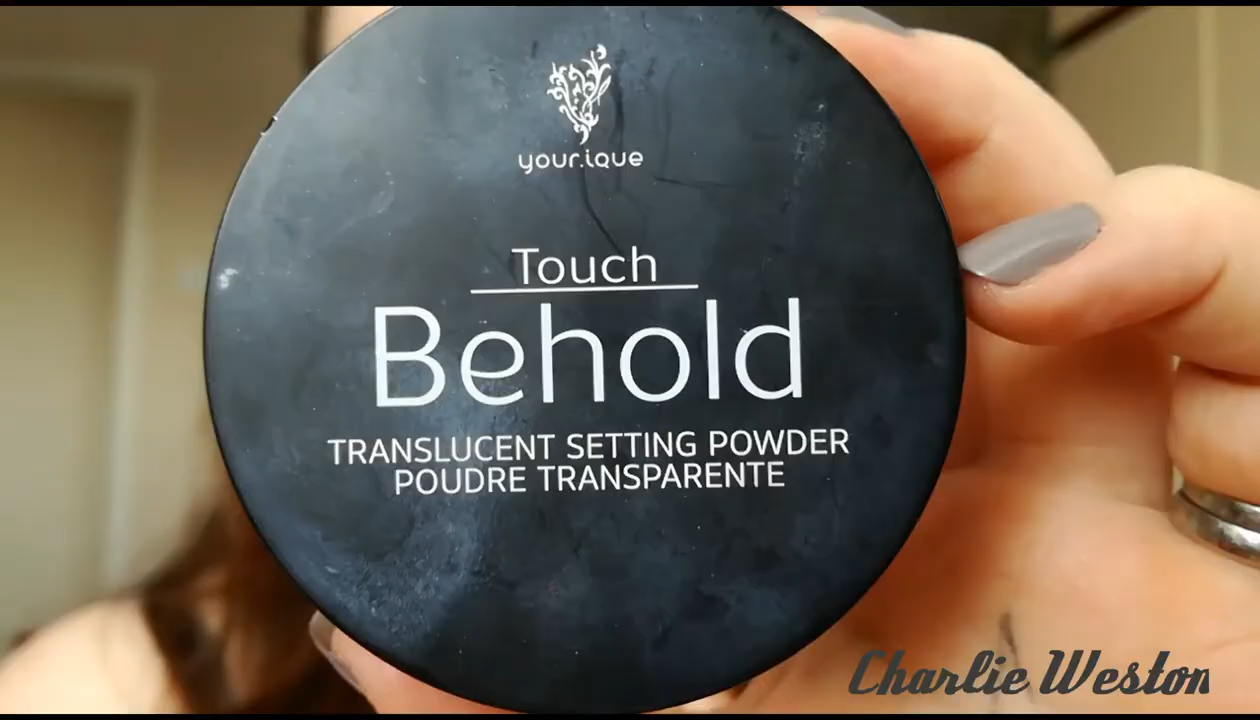 your.ique
Touch
Behold
TRANSLUCENT SETTING POWDER
POUDRE TRANSPARENTE
Charlie Weston